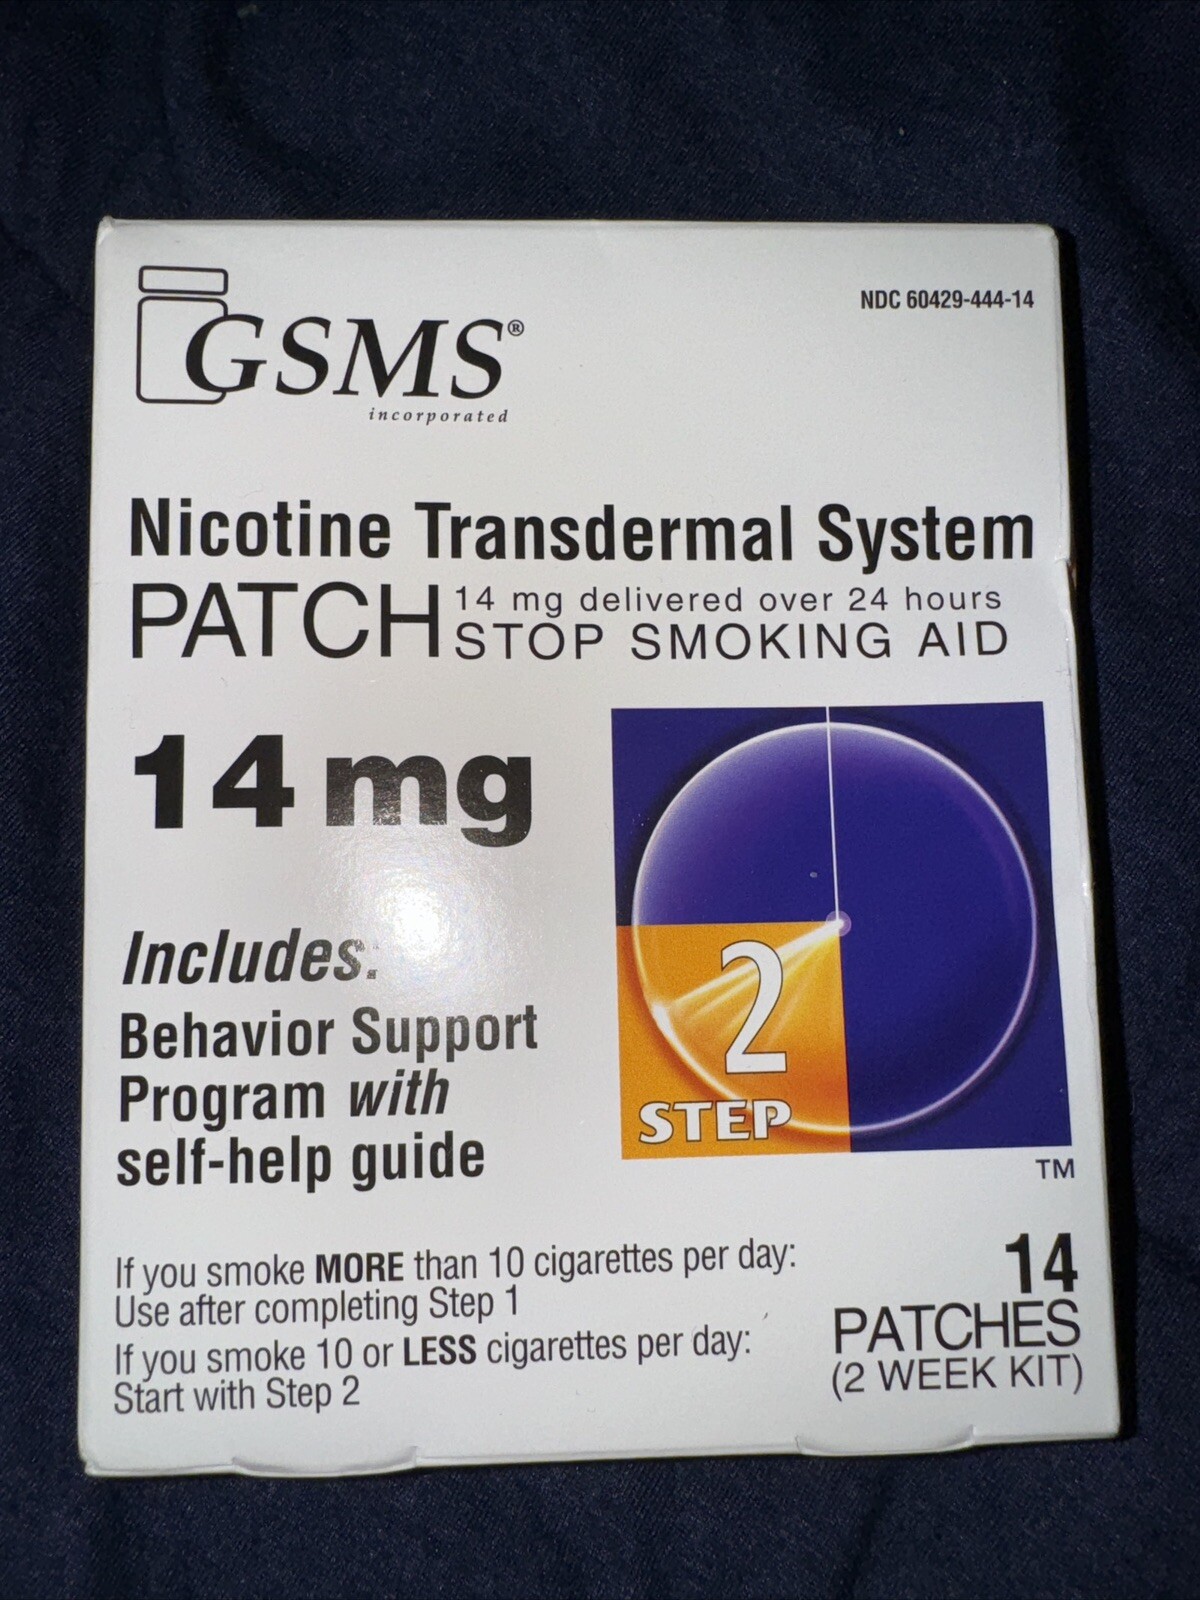 GSMS®
incorporated
NDC 60429-444-14
Nicotine Transdermal System
PATCH
14 mg delivered over 24 hours
STOP SMOKING AID
14 mg
Includes:
Behavior Support
Program with
self-help guide
2
STEP
TM
If you smoke MORE than 10 cigarettes per day:
Use after completing Step 1
If you smoke 10 or LESS cigarettes per day:
Start with Step 2
14
PATCHES
(2 WEEK KIT)